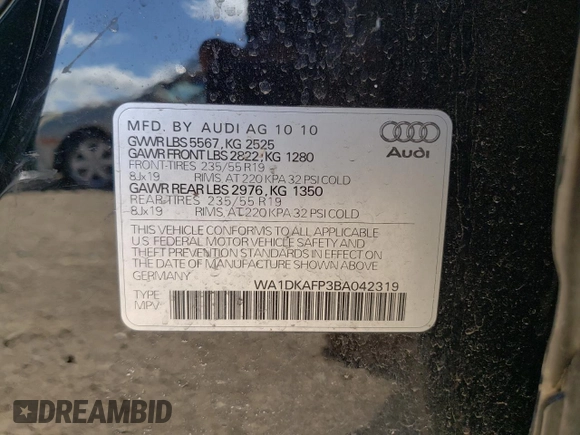 MFD. BY AUDI AG 10 10
GVWR LBS 5567, KG 2525
GAWR FRONT LBS 2822, KG 1280
FRONT-TIRES 235/55 R19
8Jx19 RIMS, AT 220 KPA 32 PSI COLD
GAWR REAR LBS 2976, KG 1350
REAR-TIRES 235/55 R19
8Jx19 RIMS, AT 220 KPA 32 PSI COLD
Audi
THIS VEHICLE CONFORMS TO ALL APPLICABLE
U.S. FEDERAL MOTOR VEHICLE SAFETY AND
THEFT PREVENTION STANDARDS IN EFFECT ON
THE DATE OF MANUFACTURE SHOWN ABOVE.
GERMANY
WA1DKAFP3BA042319
TYPE
MPV
DREAMBID